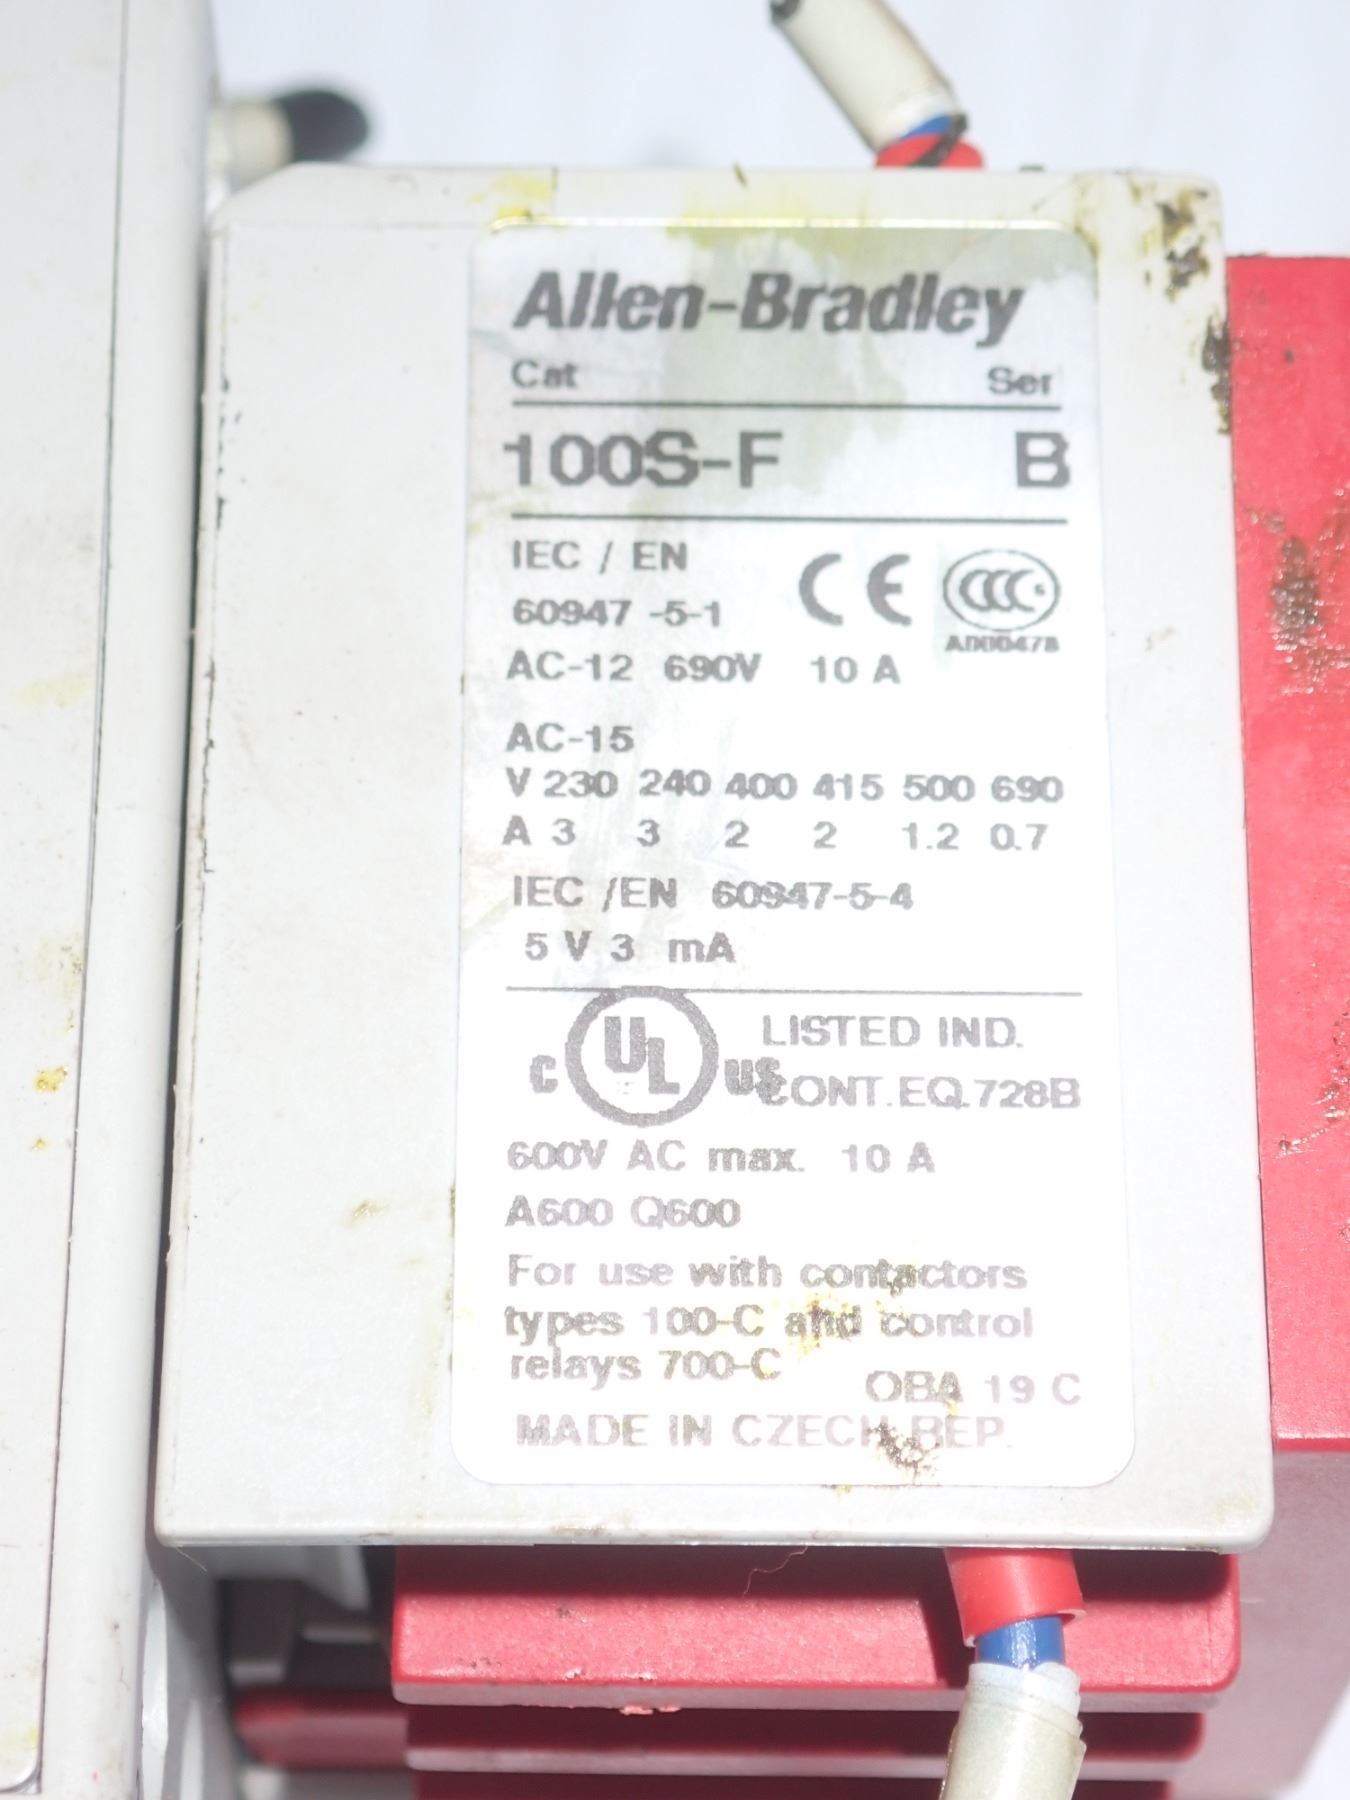 Allen-Bradley
Cat Ser
100S-F B
IEC / EN
60947 -5-1
CE CCC S
AC-12 690V 10 A
AC-15
V 230 240 400 415 500 690
A 3 3 2 2 1.2 0.7
IEC /EN 60947-5-4
5 V 3 mA
C UL US LISTED IND.
CONT.EQ.728B
600V AC max. 10 A
A600 Q600
For use with contactors
types 100-C and control
relays 700-C
OBA 19 C
MADE IN CZECH REP.